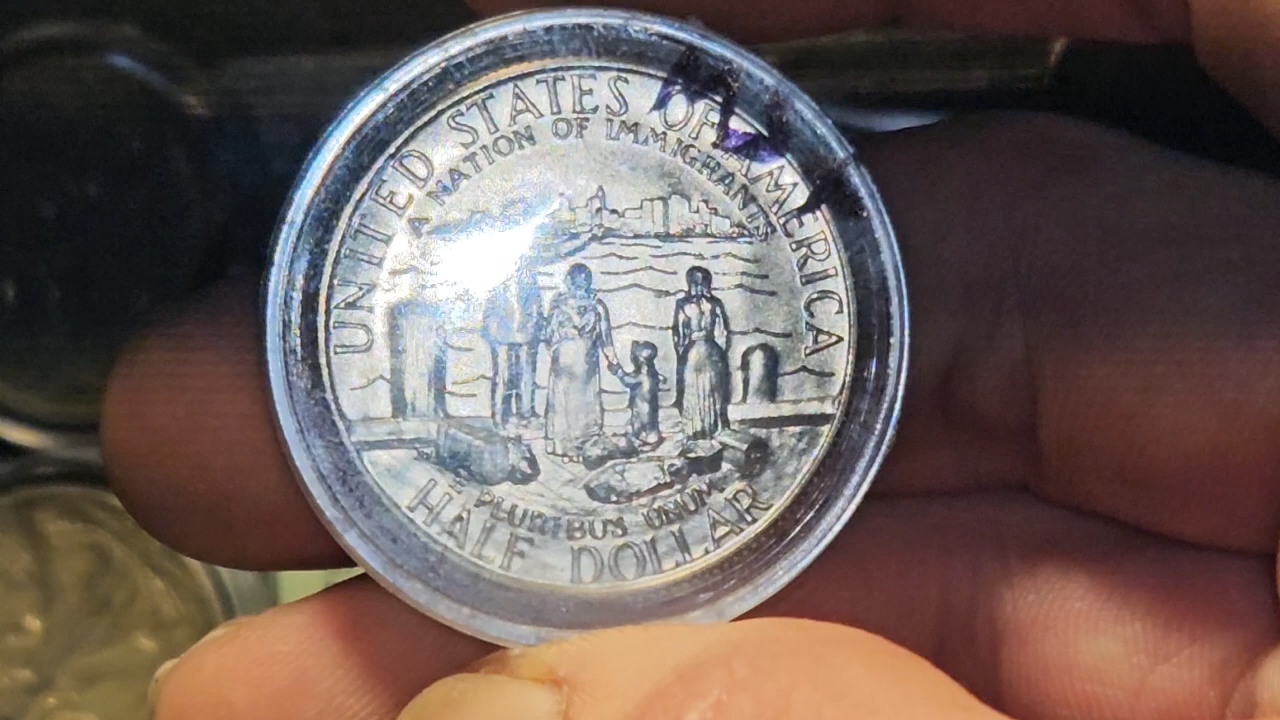 UNITED STATES OF AMERICA
A NATION OF IMMIGRANTS
E PLURIBUS UNUM
HALF DOLLAR